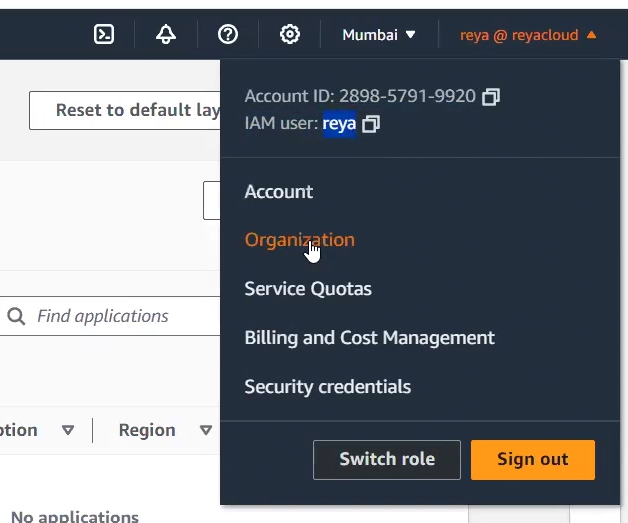 Mumbai ▼ reya @ reyacloud ▲
Reset to default lay
Account ID: 2898-5791-9920
IAM user: reya
Account
Organization
Service Quotas
Billing and Cost Management
Security credentials
Switch role Sign out
Find applications
ption Region
No applications